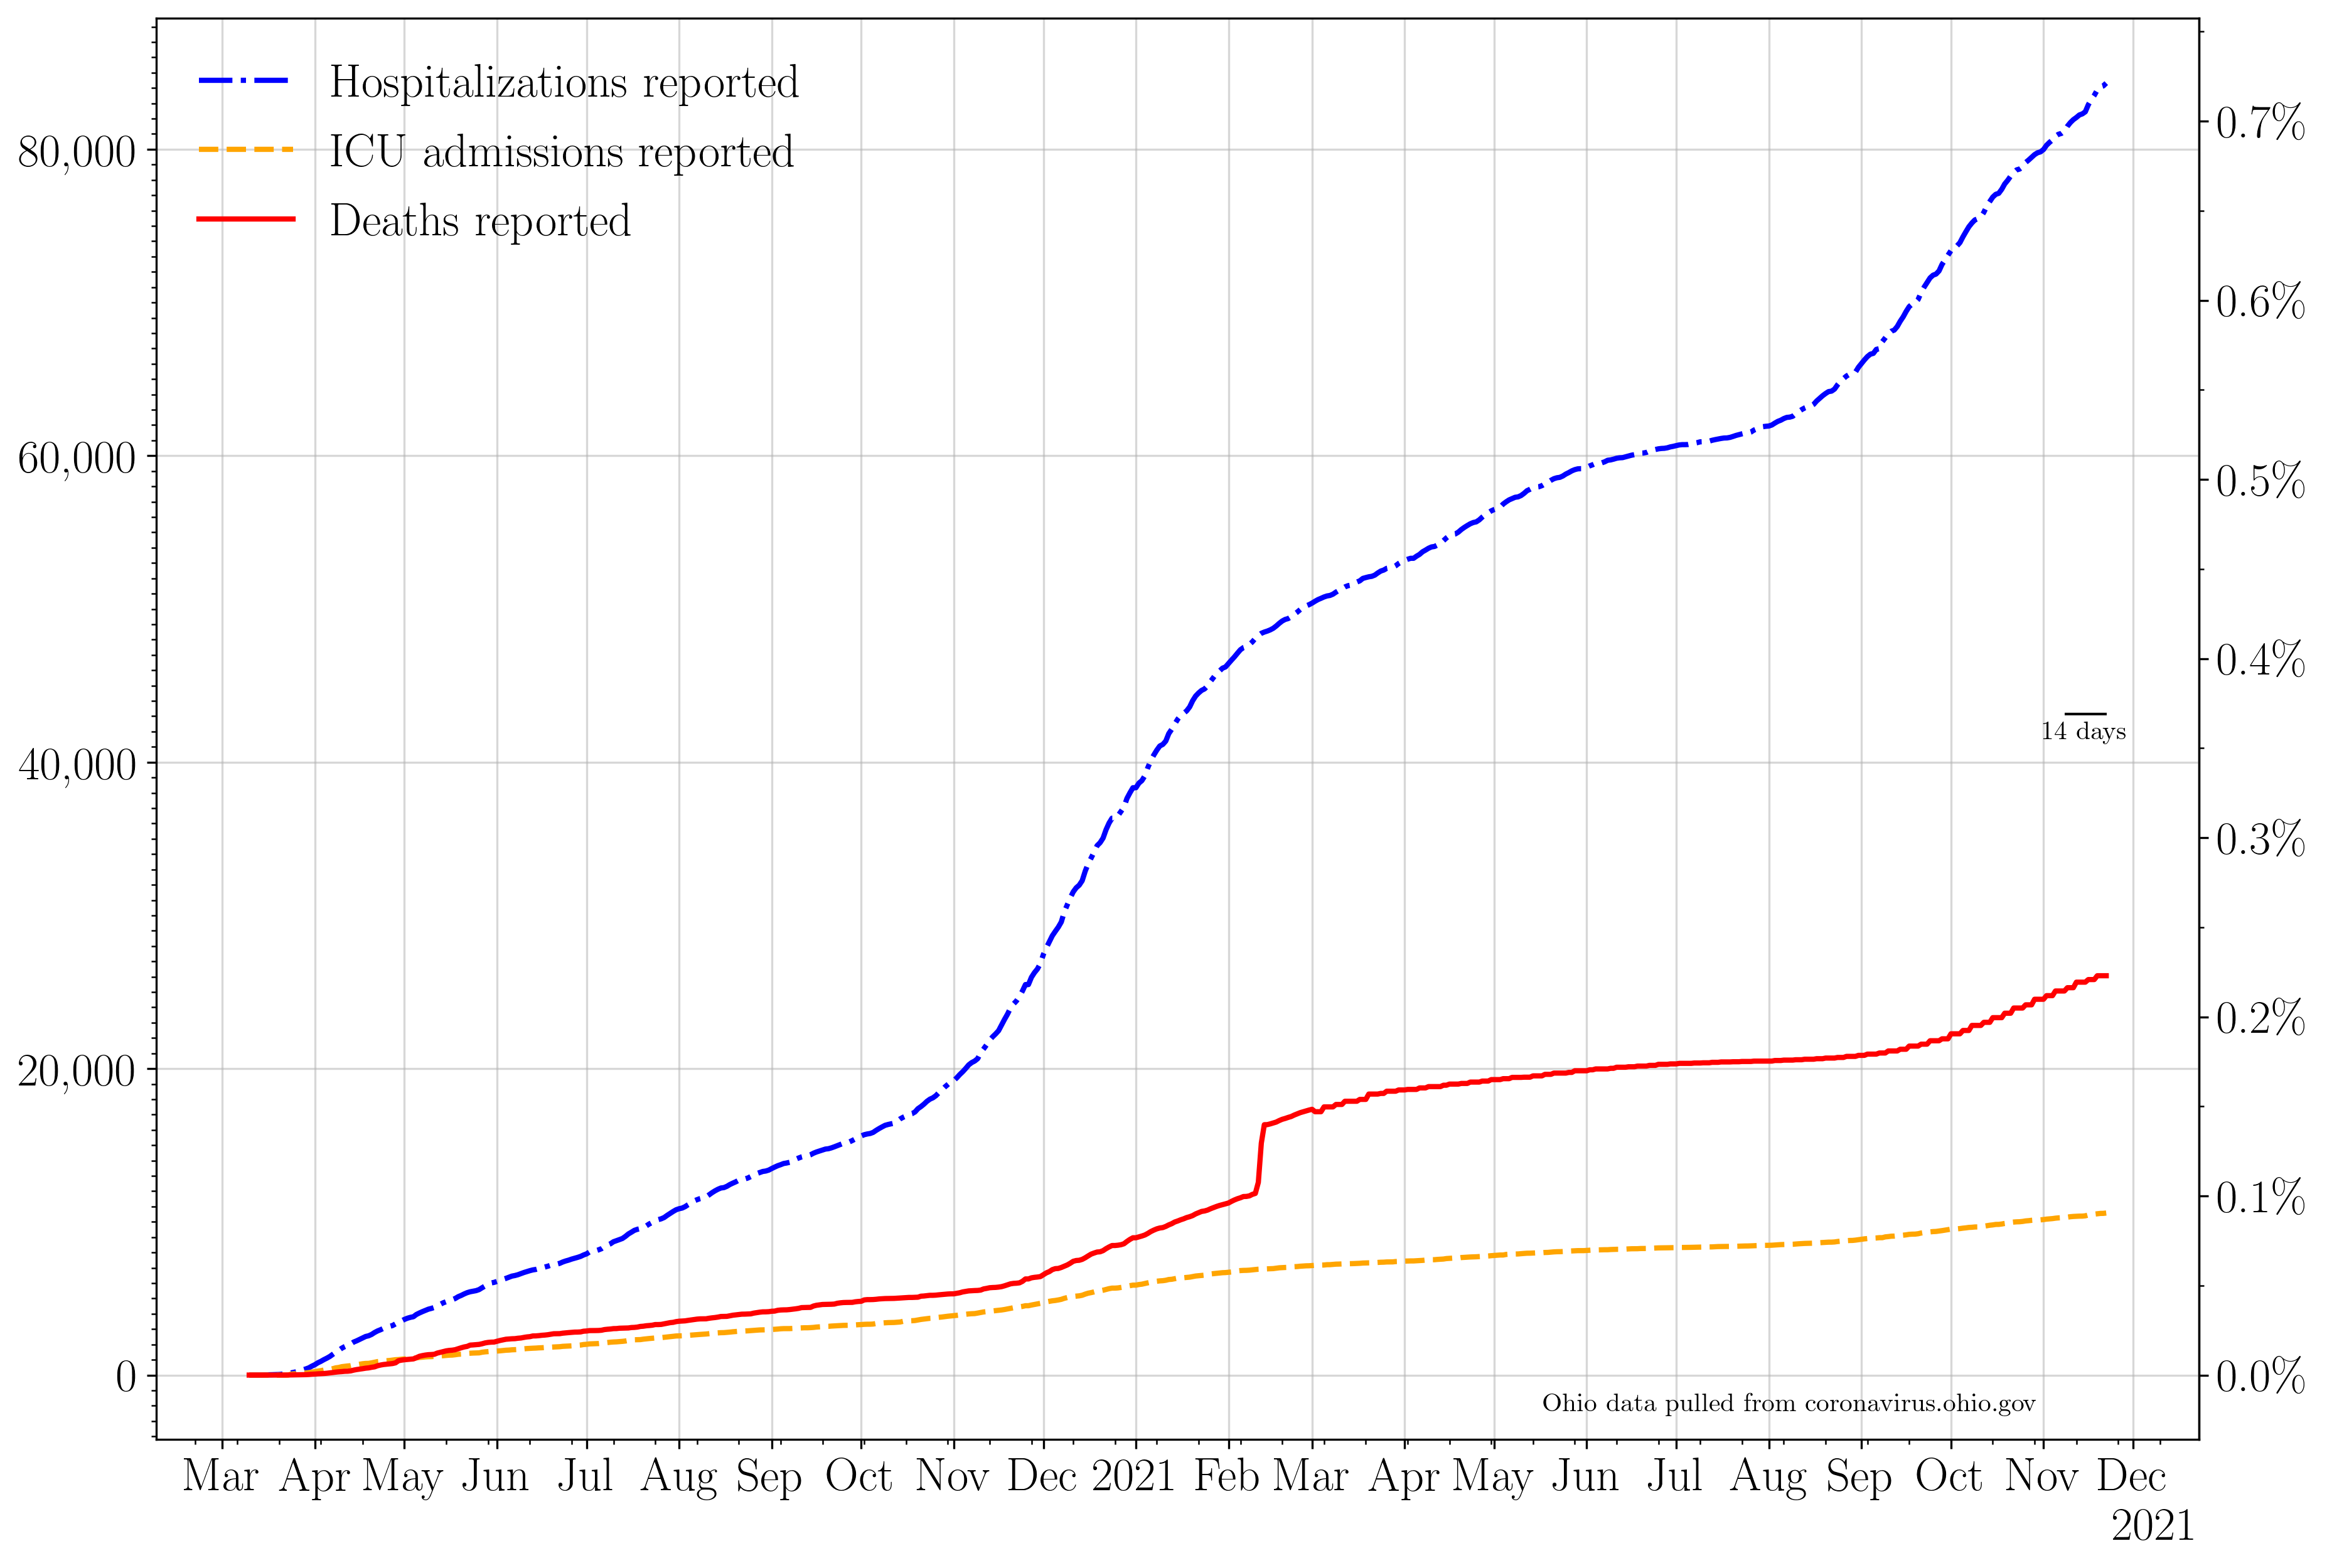 Hospitalizations reported
ICU admissions reported
Deaths reported
80,000
60,000
40,000
20,000
0
0.7%
0.6%
0.5%
0.4%
0.3%
0.2%
0.1%
0.0%
14 days
Ohio data pulled from coronavirus.ohio.gov
Mar Apr May Jun Jul Aug Sep Oct Nov Dec 2021 Feb Mar Apr May Jun Jul Aug Sep Oct Nov Dec
2021